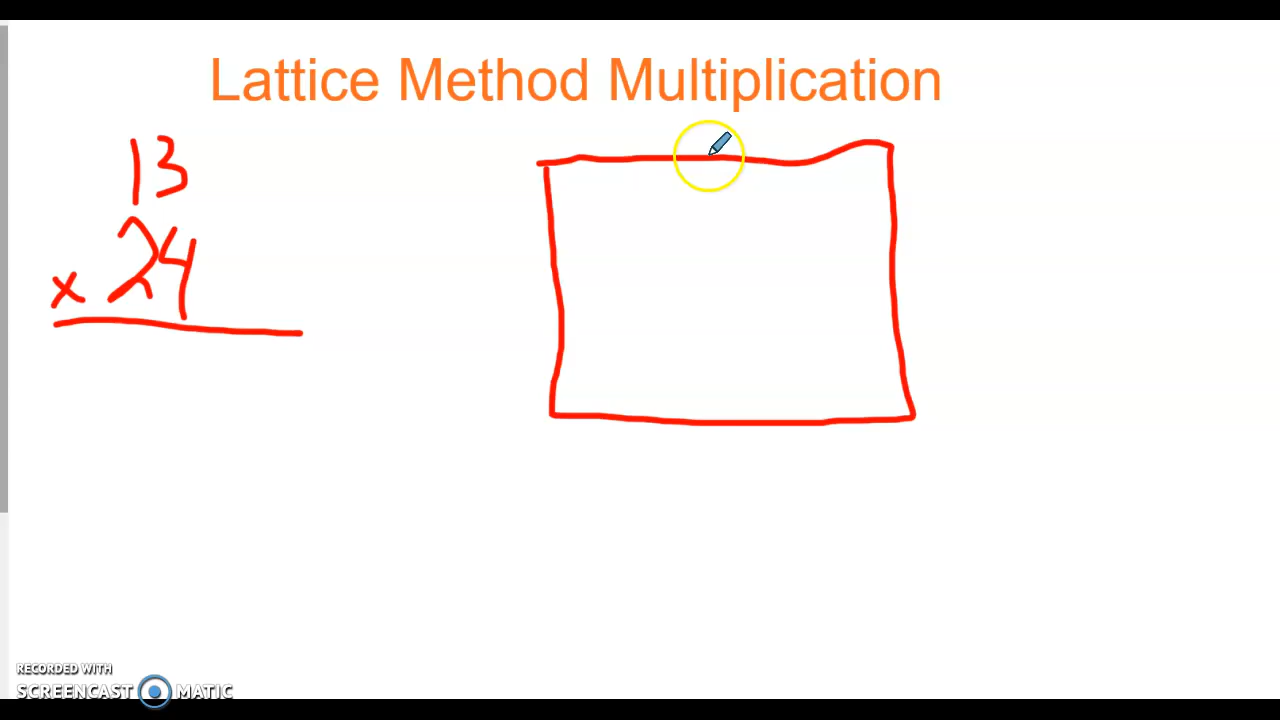 Lattice Method Multiplication
13
x 24
RECORDED WITH
SCREENCAST MATIC